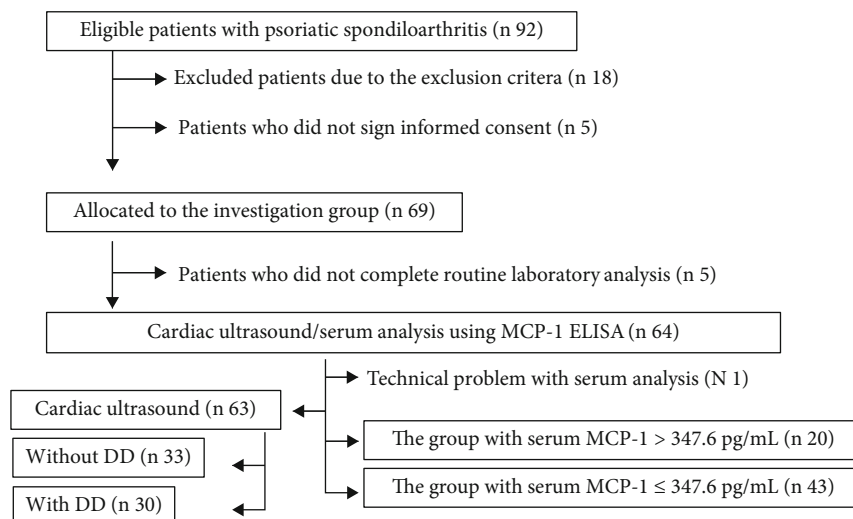 Eligible patients with psoriatic spondiloarthritis (n 92)
Excluded patients due to the exclusion critera (n 18)
Patients who did not sign informed consent (n 5)
Allocated to the investigation group (n 69)
Patients who did not complete routine laboratory analysis (n 5)
Cardiac ultrasound/serum analysis using MCP-1 ELISA (n 64)
Technical problem with serum analysis (N 1)
Cardiac ultrasound (n 63)
The group with serum MCP-1 > 347.6 pg/mL (n 20)
Without DD (n 33)
The group with serum MCP-1 ≤ 347.6 pg/mL (n 43)
With DD (n 30)